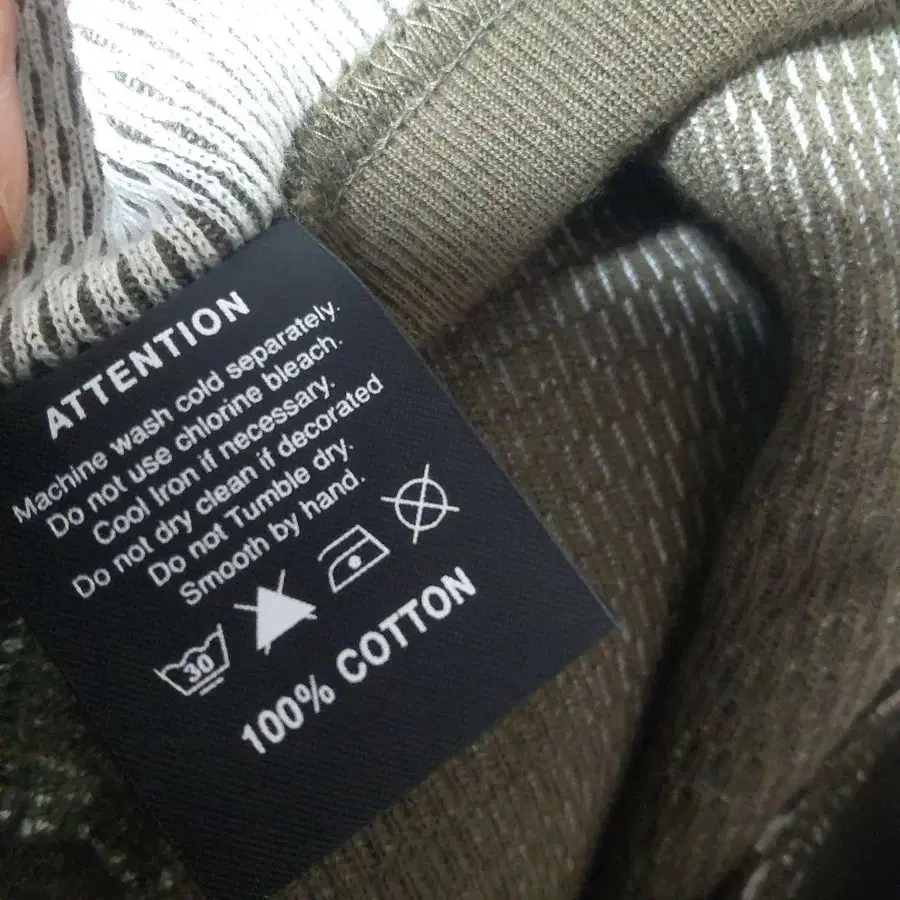 ATTENTION
Machine wash cold separately.
Do not use chlorine bleach.
Cool Iron if necessary.
Do not dry clean if decorated
Do not Tumble dry.
Smooth by hand.
30
100% COTTON